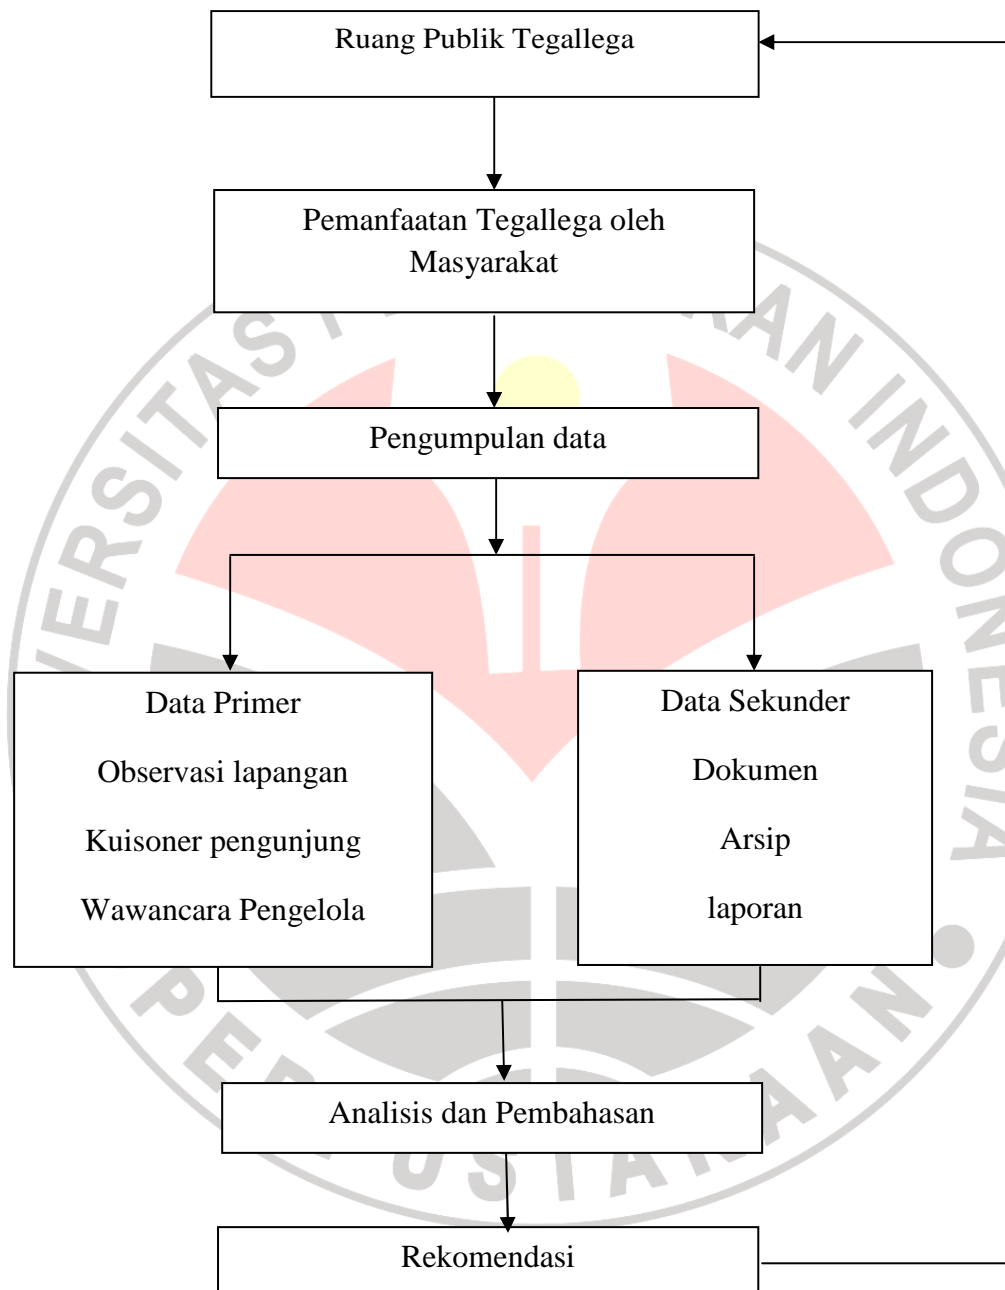 Ruang Publik Tegallega
Pemanfaatan Tegallega oleh
Masyarakat
Pengumpulan data
Data Primer
Observasi lapangan
Kuisoner pengunjung
Wawancara Pengelola
Data Sekunder
Dokumen
Arsip
laporan
Analisis dan Pembahasan
Rekomendasi